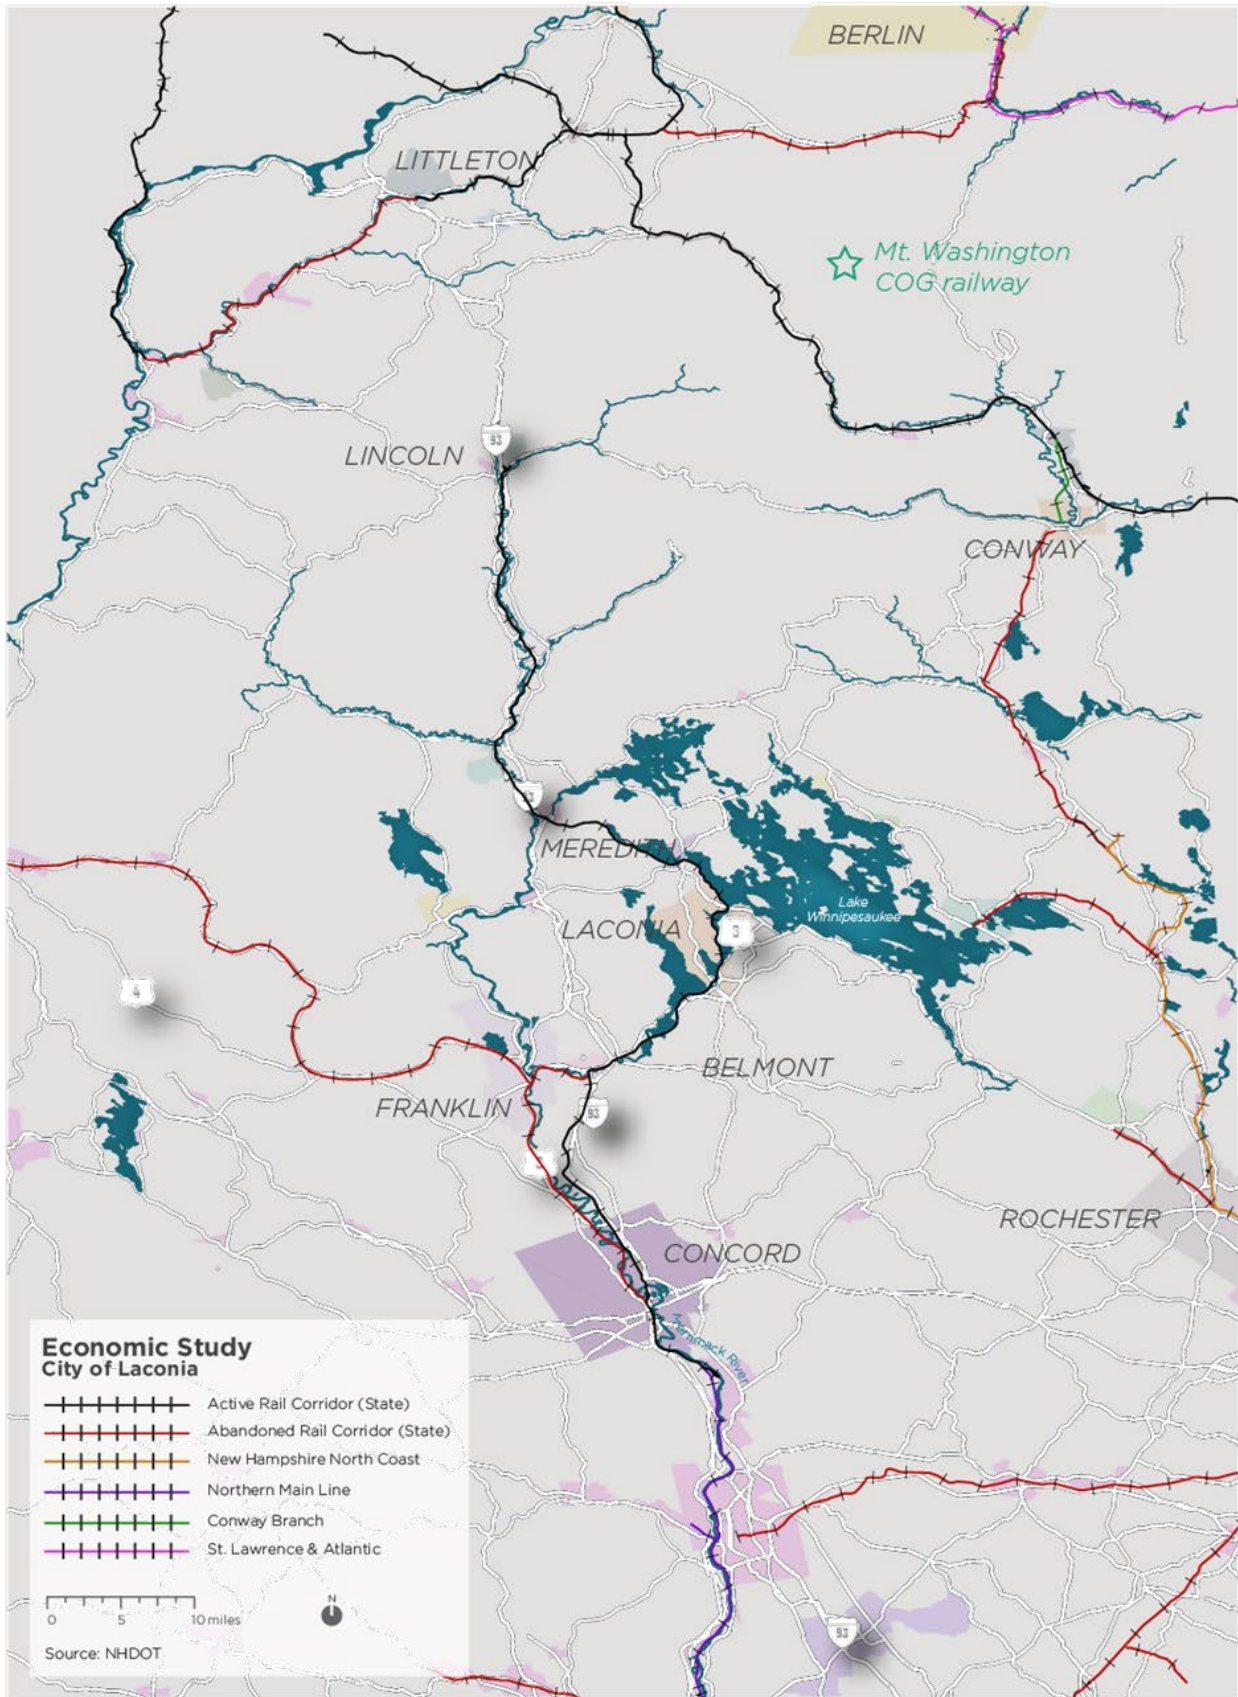 BERLIN
LITTLETON
Mt. Washington
COG railway
93
LINCOLN
CONWAY
93
MEREDITH
Lake
Winnipesaukee
LACONIA
3
4
BELMONT
FRANKLIN
93
ROCHESTER
CONCORD
Merrimack River
Economic Study
City of Laconia
Active Rail Corridor (State)
Abandoned Rail Corridor (State)
New Hampshire North Coast
Northern Main Line
Conway Branch
St. Lawrence & Atlantic
N
0 5 10 miles
Source: NHDOT
93